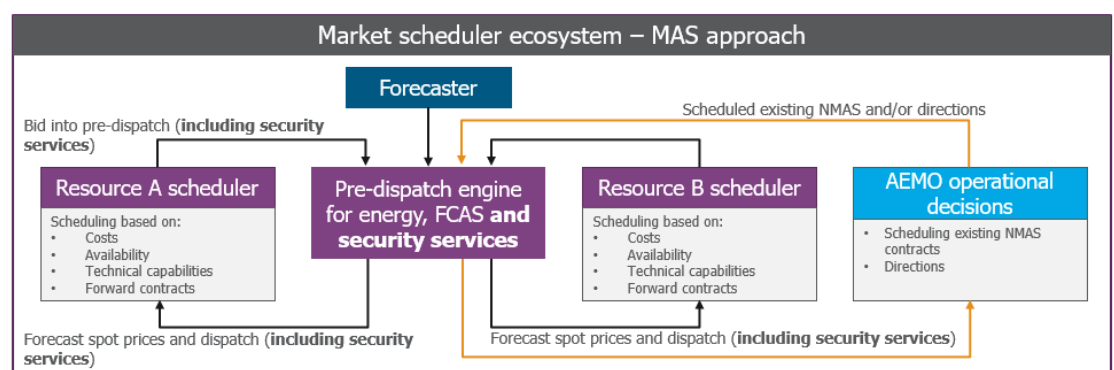 Market scheduler ecosystem – MAS approach
Forecaster
Scheduled existing NMAS and/or directions
Bid into pre-dispatch (including security
services)
Resource A scheduler
Scheduling based on:
• Costs
• Availability
• Technical capabilities
• Forward contracts
Pre-dispatch engine
for energy, FCAS and
security services
Resource B scheduler
Scheduling based on:
• Costs
• Availability
• Technical capabilities
• Forward contracts
AEMO operational
decisions
• Scheduling existing NMAS
contracts
• Directions
Forecast spot prices and dispatch (including security
services)
Forecast spot prices and dispatch (including security services)